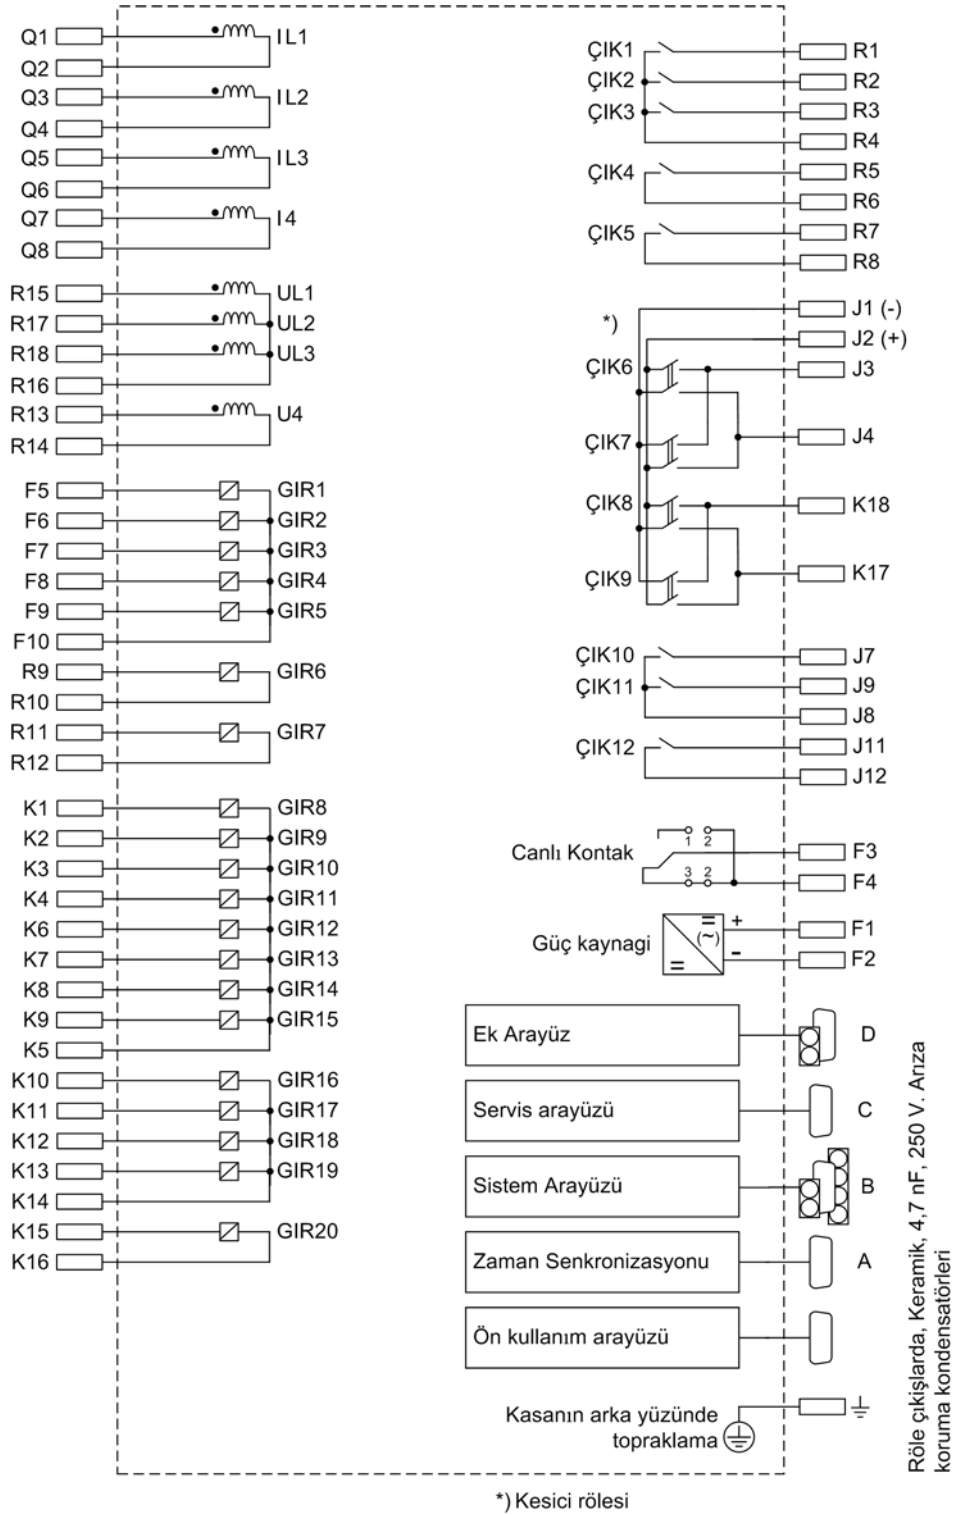 Q1 IL1
Q2
Q3 IL2
Q4
Q5 IL3
Q6
Q7 I4
Q8
R15 UL1
R17 UL2
R18 UL3
R16
R13 U4
R14
F5 GIR1
F6 GIR2
F7 GIR3
F8 GIR4
F9 GIR5
F10
R9 GIR6
R10
R11 GIR7
R12
K1 GIR8
K2 GIR9
K3 GIR10
K4 GIR11
K6 GIR12
K7 GIR13
K8 GIR14
K9 GIR15
K5
K10 GIR16
K11 GIR17
K12 GIR18
K13 GIR19
K14
K15 GIR20
K16
ÇIK1 R1
ÇIK2 R2
ÇIK3 R3
R4
ÇIK4 R5
R6
ÇIK5 R7
R8
J1 (-)
*)
J2 (+)
ÇIK6 J3
ÇIK7 J4
ÇIK8 K18
ÇIK9 K17
ÇIK10 J7
ÇIK11 J9
J8
ÇIK12 J11
J12
1 2
Canlı Kontak F3
3 2
F4
= + F1
Güç kaynagi (~)
= - F2
Ek Arayüz D
Servis arayüzü C
Sistem Arayüzü B
Zaman Senkronizasyonu A
Ön kullanım arayüzü
Kasanın arka yüzünde
topraklama
Röle çıkişlarda, Keramik, 4,7 nF, 250 V. Arıza
koruma kondensatörleri
*) Kesici rölesi